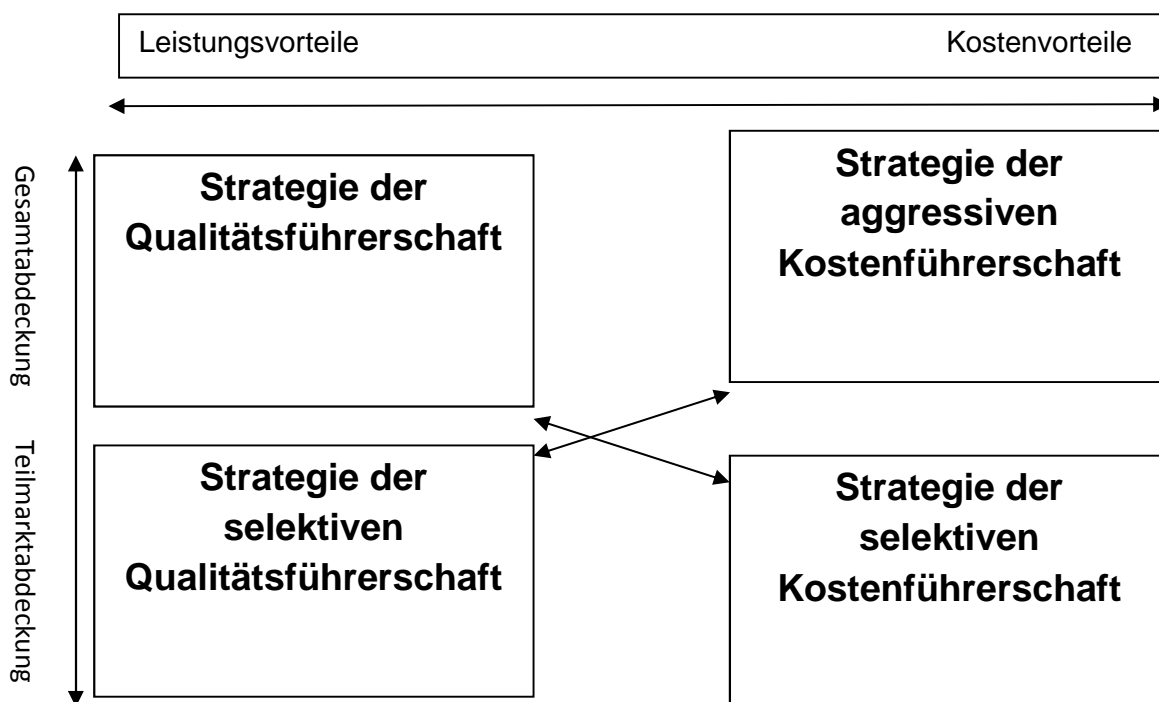 Leistungsvorteile Kostenvorteile
Gesamtabdeckung
Strategie der
Qualitätsführerschaft
Strategie der
aggressiven
Kostenführerschaft
Teilmarktabdeckung
Strategie der
selektiven
Qualitätsführerschaft
Strategie der
selektiven
Kostenführerschaft